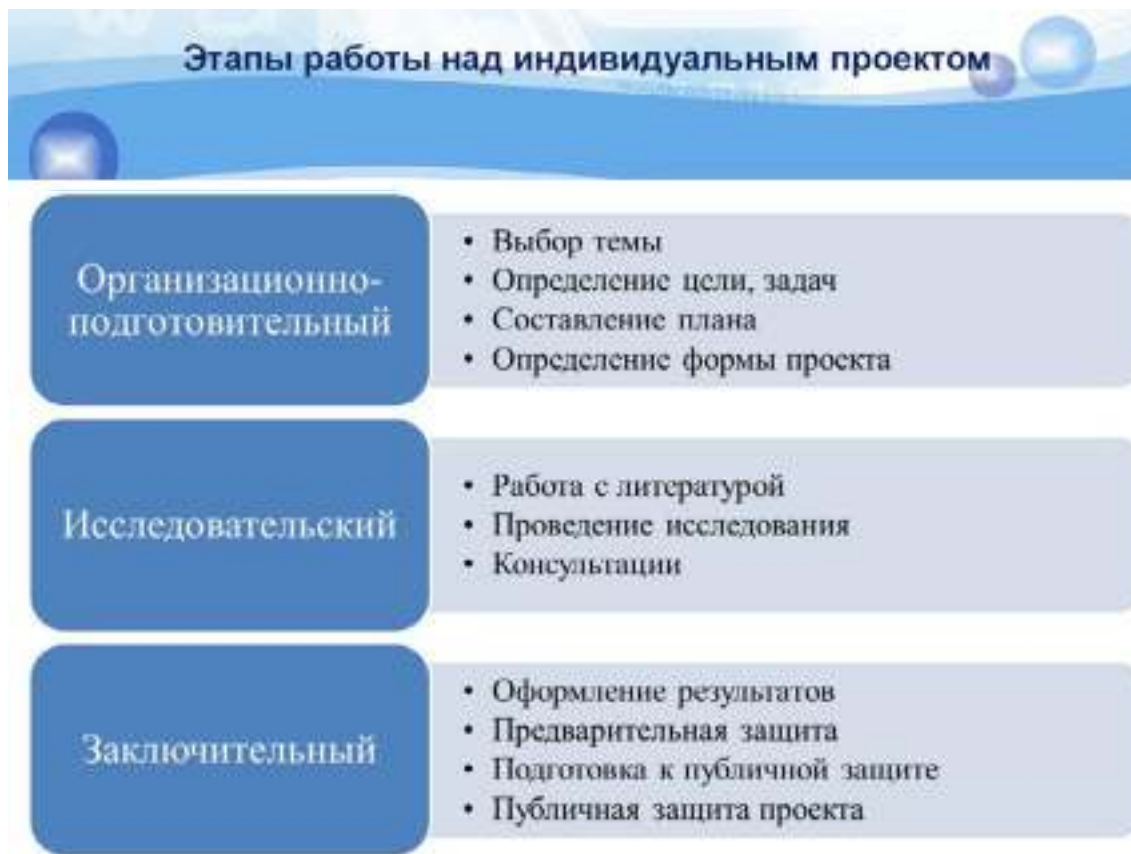 Этапы работы над индивидуальным проектом
Организационно-
подготовительный
• Выбор темы
• Определение цели, задач
• Составление плана
• Определение формы проекта
Исследовательский
• Работа с литературой
• Проведение исследования
• Консультации
Заключительный
• Оформление результатов
• Предварительная защита
• Подготовка к публичной защите
• Публичная защита проекта